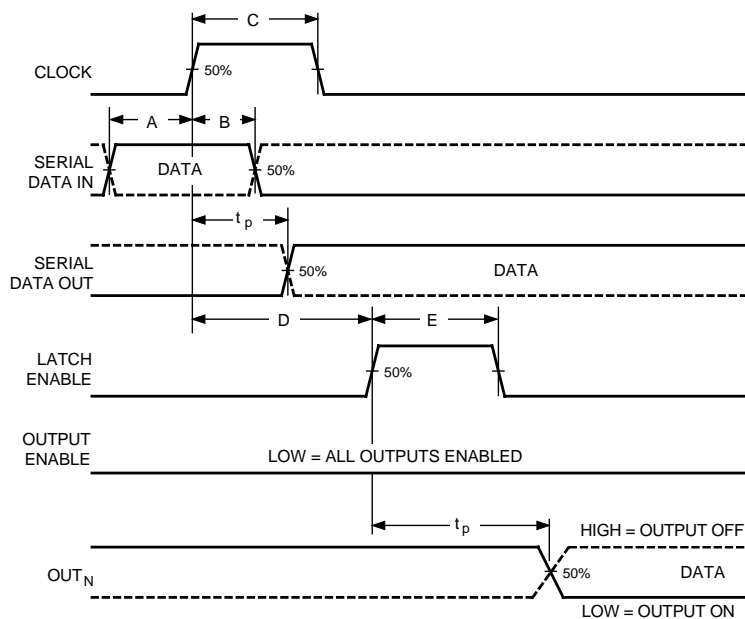 C
CLOCK
50%
A
B
SERIAL
DATA IN
DATA
50%
t p
SERIAL
DATA OUT
50%
DATA
D
E
LATCH
ENABLE
50%
OUTPUT
ENABLE
LOW = ALL OUTPUTS ENABLED
t p
HIGH = OUTPUT OFF
OUT N
50%
DATA
LOW = OUTPUT ON